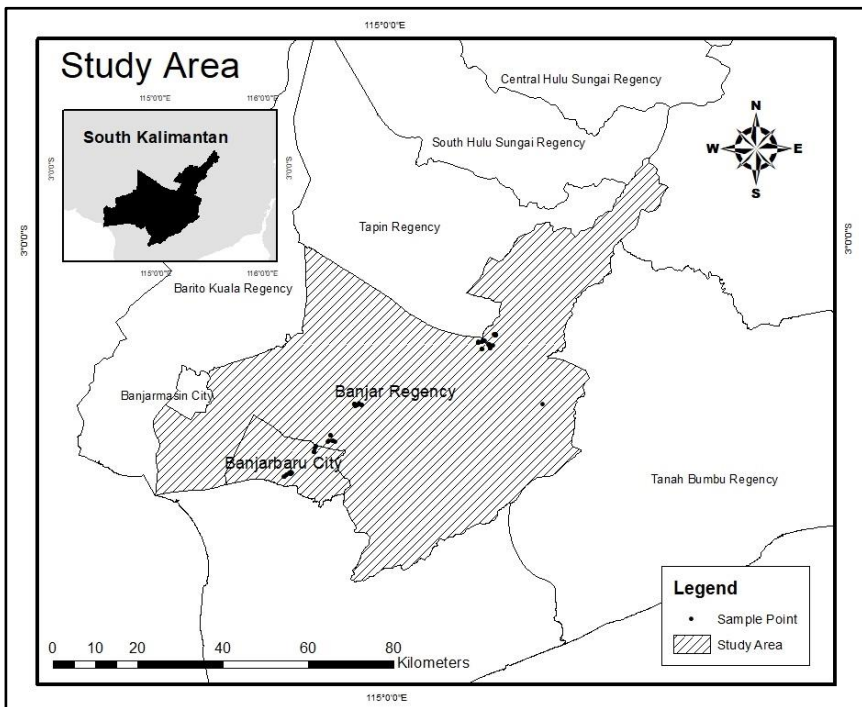 115°0'0"E
Study Area
Central Hulu Sungai Regency
115°0'0"E
116°0'0"E
South Kalimantan
N
South Hulu Sungai Regency
W
E
3°0'0"S
3°0'0"S
S
Tapin Regency
3°0'0"S
3°0'0"S
115°0'0"E
116°0'0"E
Barito Kuala Regency
Banjarmasin City
Banjar Regency
Banjarbaru City
Tanah Bumbu Regency
Legend
Sample Point
Study Area
0 10 20 40 60 80
Kilometers
115°0'0"E